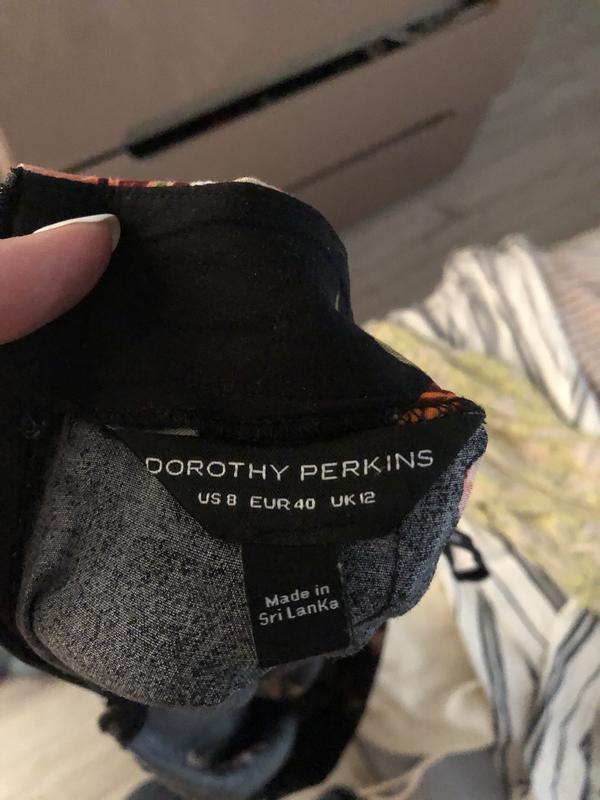 DOROTHY PERKINS
US 8 EUR 40 UK 12
Made in
Sri LanKa